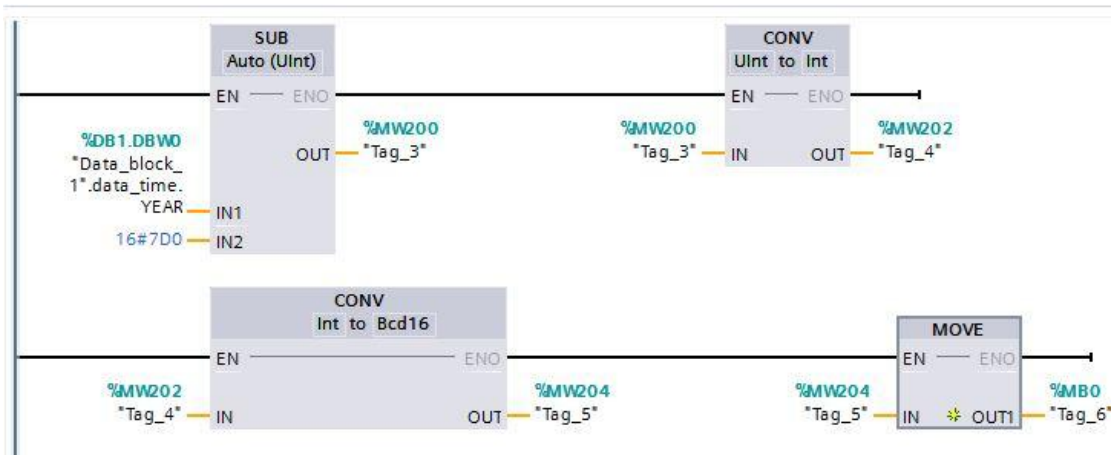 SUB
Auto (UInt)
EN
ENO
%DB1.DBW0
"Data_block_
1".data_time.
YEAR
IN1
16#7D0
IN2
OUT
%MW200
"Tag_3"
CONV
UInt to Int
EN
ENO
%MW200
"Tag_3"
IN
OUT
%MW202
"Tag_4"
CONV
Int to Bcd16
EN
ENO
%MW202
"Tag_4"
IN
OUT
%MW204
"Tag_5"
MOVE
EN
ENO
%MW204
"Tag_5"
IN
OUT1
%MB0
"Tag_6"